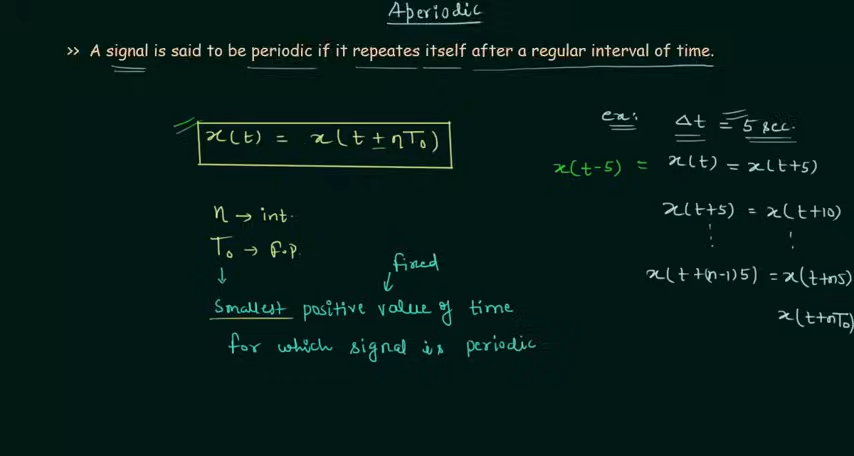 Aperiodic
>> A signal is said to be periodic if it repeates itself after a regular interval of time.
x(t) = x(t ± nT₀)
n → int.
T₀ → f.p.
↓
fixed
Smallest positive value of time
for which signal is periodic
ex: Δt = 5 sec.
x(t-5) = x(t) = x(t+5)
x(t+5) = x(t+10)
⋮ ⋮
x(t+(n-1)5) = x(t+n5)
x(t+nT₀)